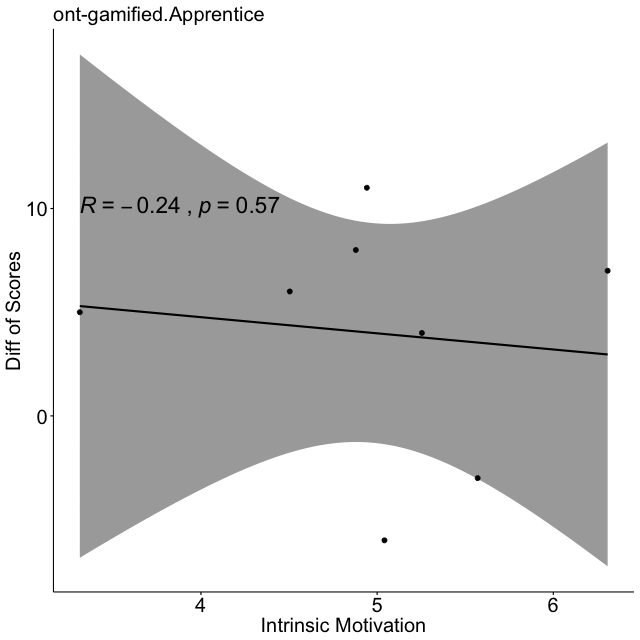 ont-gamified.Apprentice
R = −0.24 , p = 0.57
10
0
Diff of Scores
4 5 6
Intrinsic Motivation